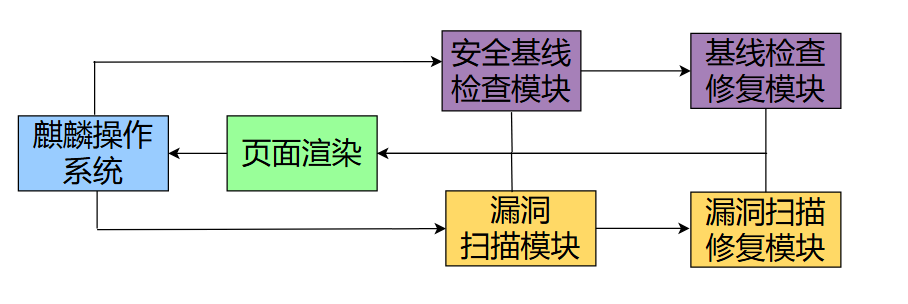 安全基线
检查模块
基线检查
修复模块
麒麟操作
系统
页面渲染
漏洞
扫描模块
漏洞扫描
修复模块